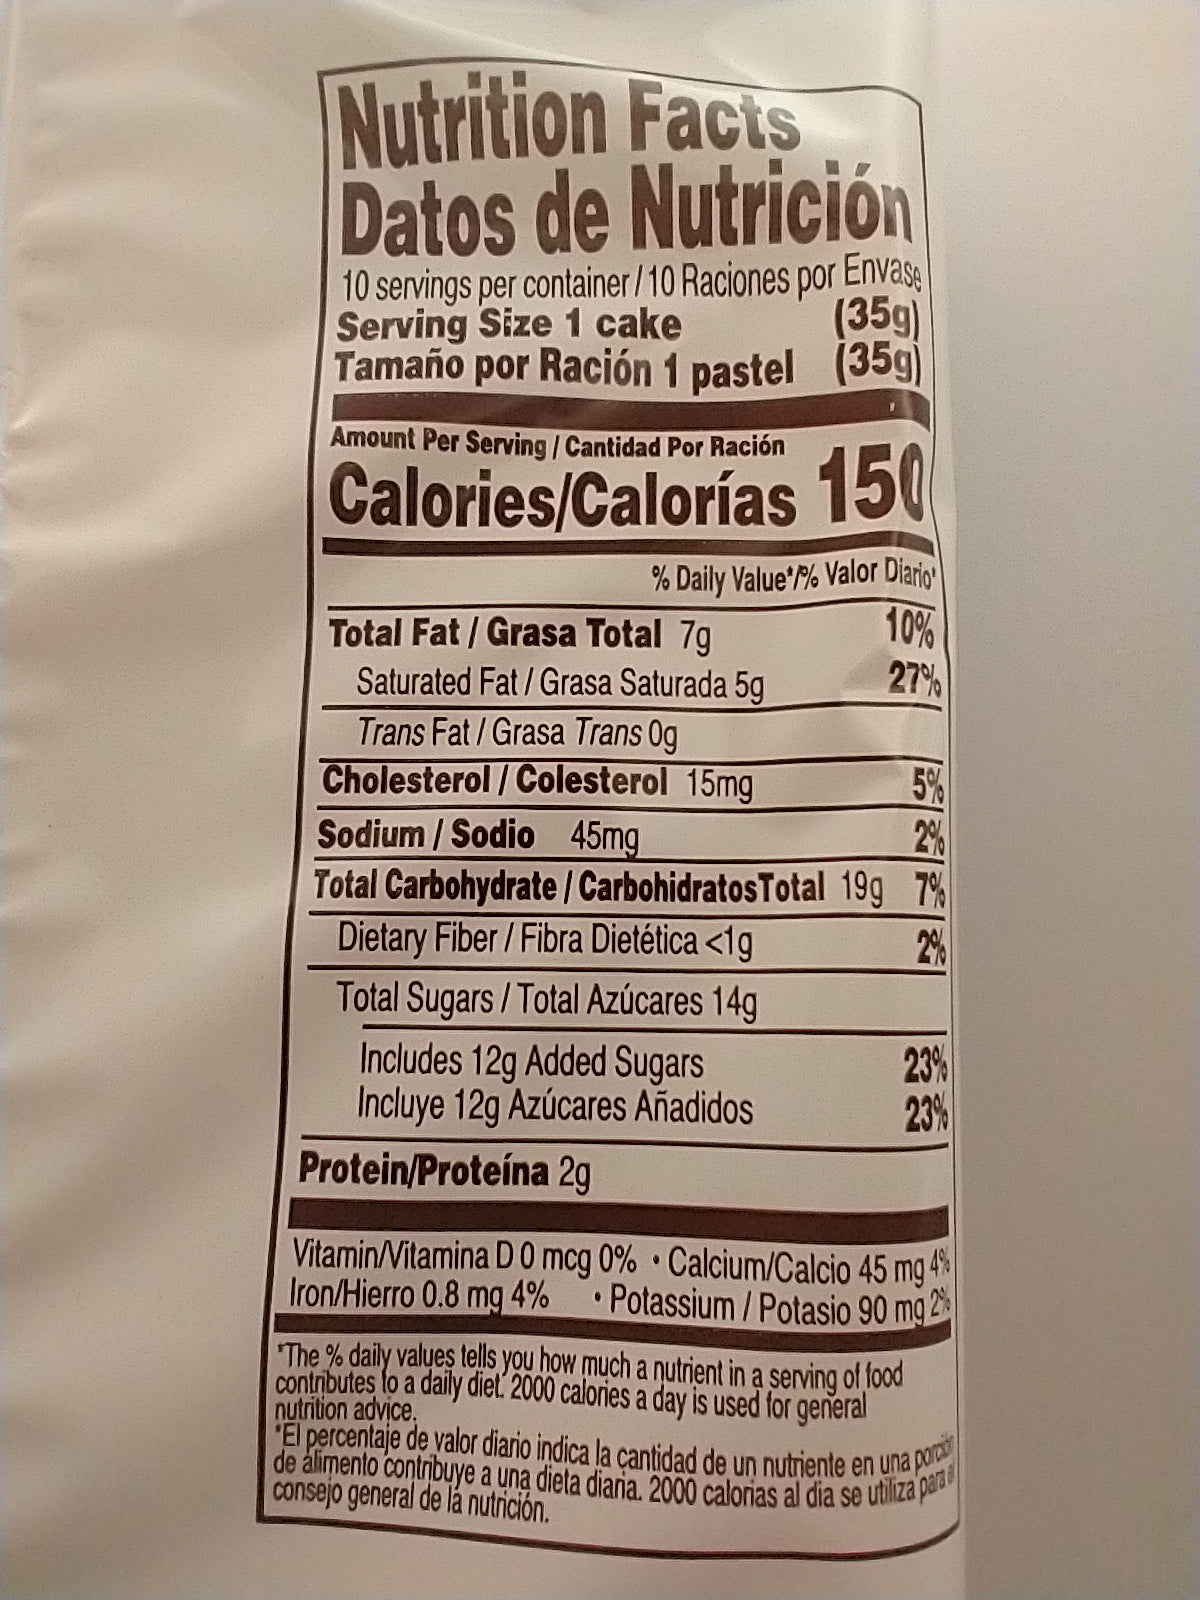 Nutrition Facts
Datos de Nutrición
10 servings per container / 10 Raciones por Envase
Serving Size 1 cake (35g)
Tamaño por Ración 1 pastel (35g)
Amount Per Serving / Cantidad Por Ración
Calories/Calorías 150
% Daily Value*/% Valor Diario*
Total Fat / Grasa Total 7g 10%
Saturated Fat / Grasa Saturada 5g 27%
Trans Fat / Grasa Trans 0g
Cholesterol / Colesterol 15mg 5%
Sodium / Sodio 45mg 2%
Total Carbohydrate / Carbohidratos Total 19g 7%
Dietary Fiber / Fibra Dietética <1g 2%
Total Sugars / Total Azúcares 14g
Includes 12g Added Sugars 23%
Incluye 12g Azúcares Añadidos 23%
Protein/Proteína 2g
Vitamin/Vitamina D 0 mcg 0% • Calcium/Calcio 45 mg 4%
Iron/Hierro 0.8 mg 4% • Potassium / Potasio 90 mg 2%
*The % daily values tells you how much a nutrient in a serving of food
contributes to a daily diet. 2000 calories a day is used for general
nutrition advice.
*El percentaje de valor diario indica la cantidad de un nutriente en una porción
de alimento contribuye a una dieta diaria. 2000 calorias al dia se utiliza para el
consejo general de la nutrición.